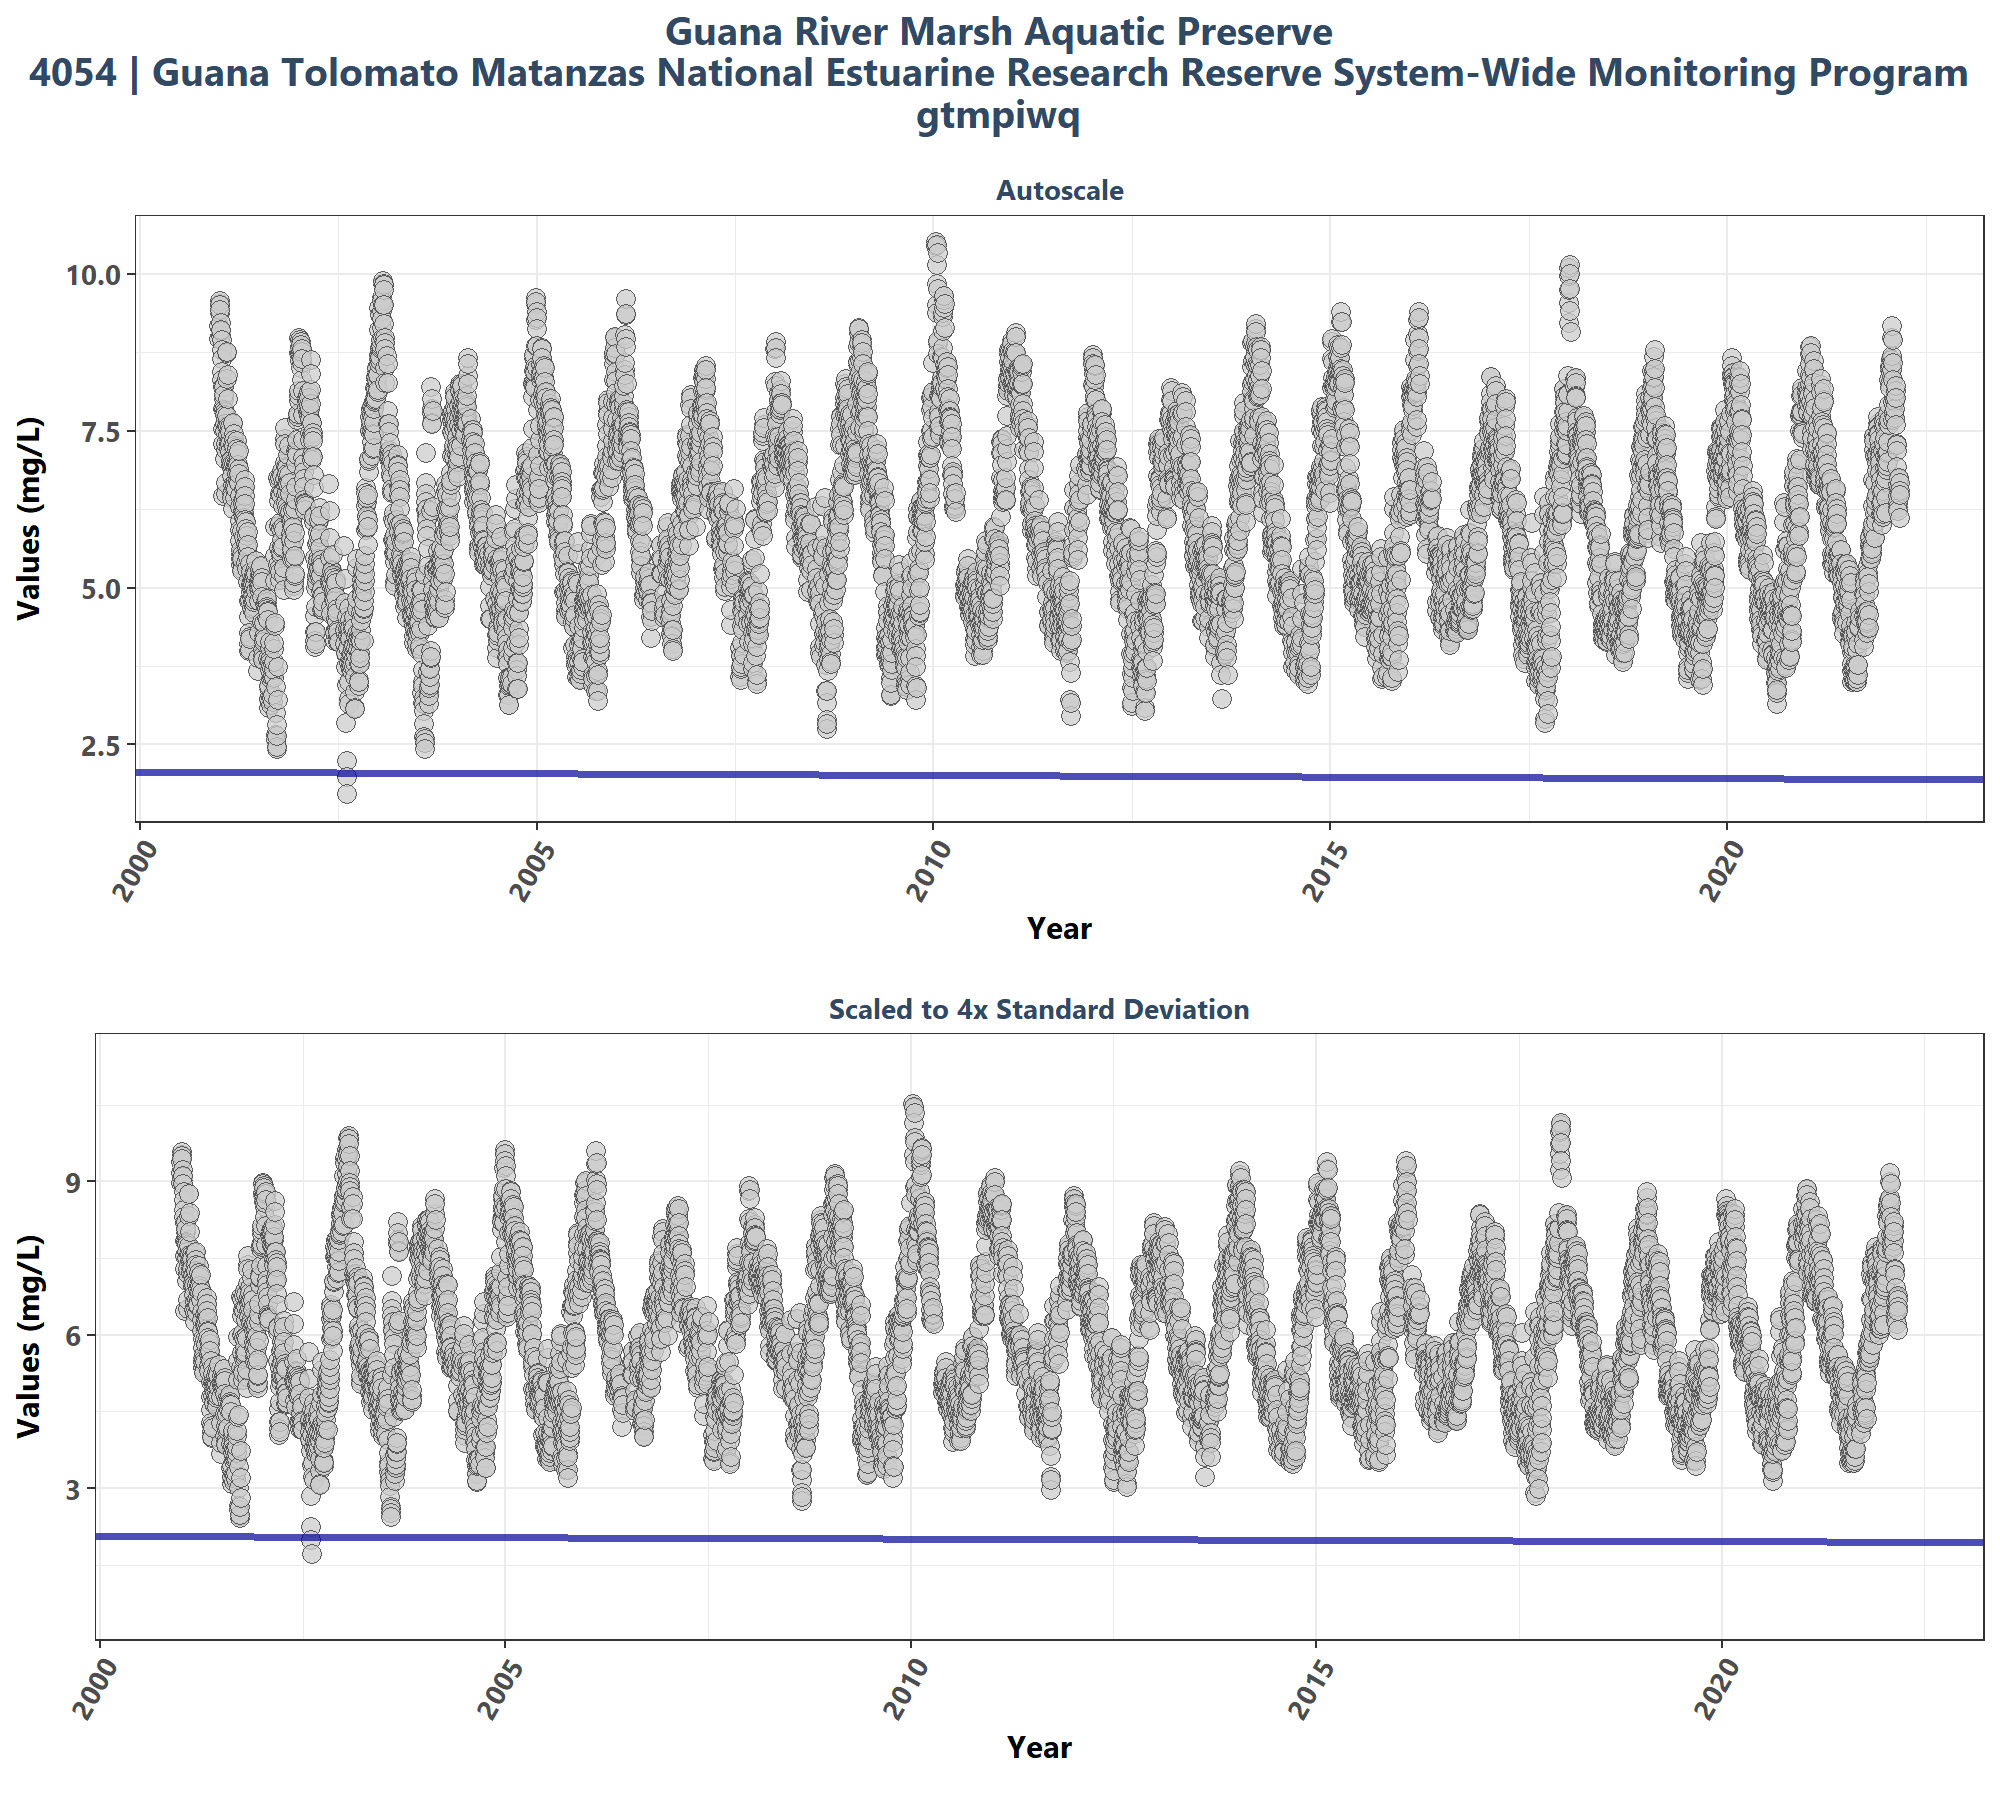 Guana River Marsh Aquatic Preserve
4054 | Guana Tolomato Matanzas National Estuarine Research Reserve System-Wide Monitoring Program
gtmpiwq
Autoscale
Values (mg/L)
10.0
7.5
5.0
2.5
2000
2005
2010
2015
2020
Year
Scaled to 4x Standard Deviation
Values (mg/L)
9
6
3
2000
2005
2010
2015
2020
Year